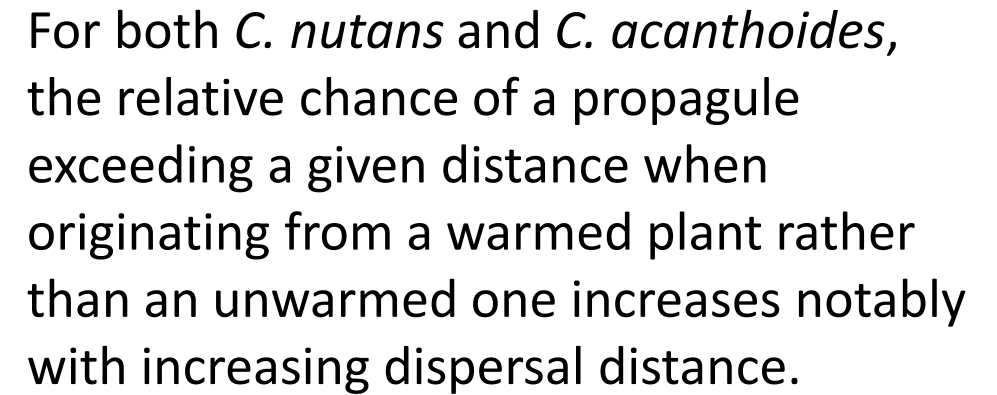 For both C. nutans and C. acanthoides,
the relative chance of a propagule
exceeding a given distance when
originating from a warmed plant rather
than an unwarmed one increases notably
with increasing dispersal distance.